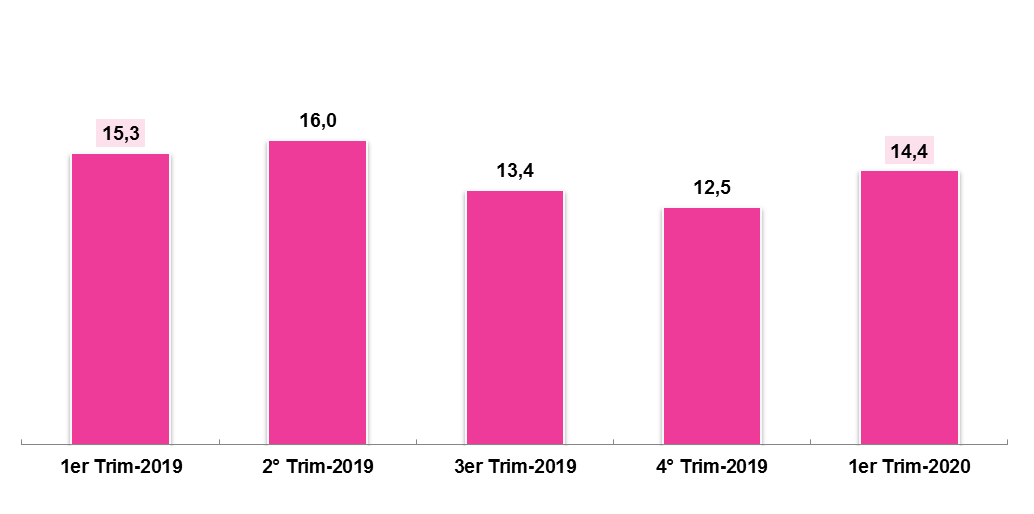 15,3
16,0
13,4
12,5
14,4
1er Trim-2019
2° Trim-2019
3er Trim-2019
4° Trim-2019
1er Trim-2020